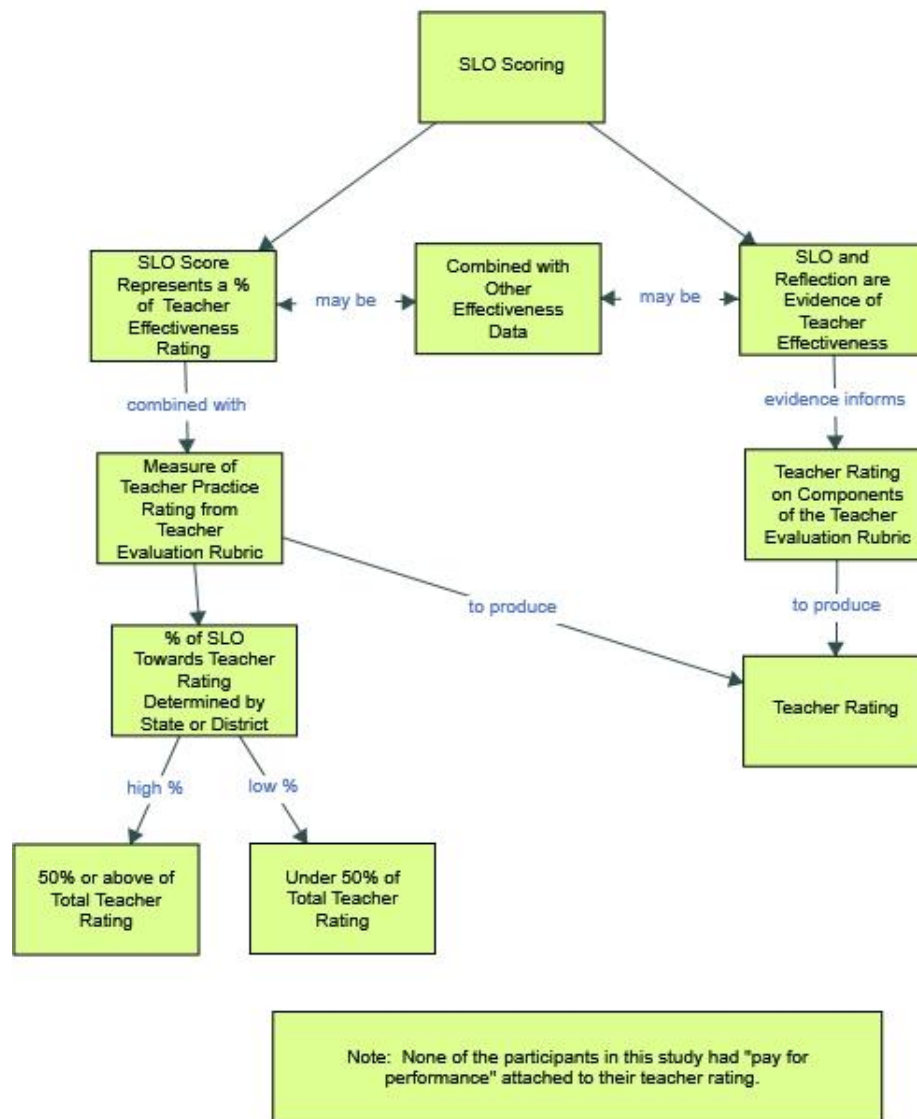 SLO Scoring
SLO Score
Represents a %
of Teacher
Effectiveness
Rating
may be
Combined with
Other
Effectiveness
Data
may be
SLO and
Reflection are
Evidence of
Teacher
Effectiveness
combined with
evidence informs
Measure of
Teacher Practice
Rating from
Teacher
Evaluation Rubric
Teacher Rating
on Components
of the Teacher
Evaluation Rubric
to produce
to produce
% of SLO
Towards Teacher
Rating
Determined by
State or District
Teacher Rating
high %
low %
50% or above of
Total Teacher
Rating
Under 50% of
Total Teacher
Rating
Note: None of the participants in this study had "pay for
performance" attached to their teacher rating.